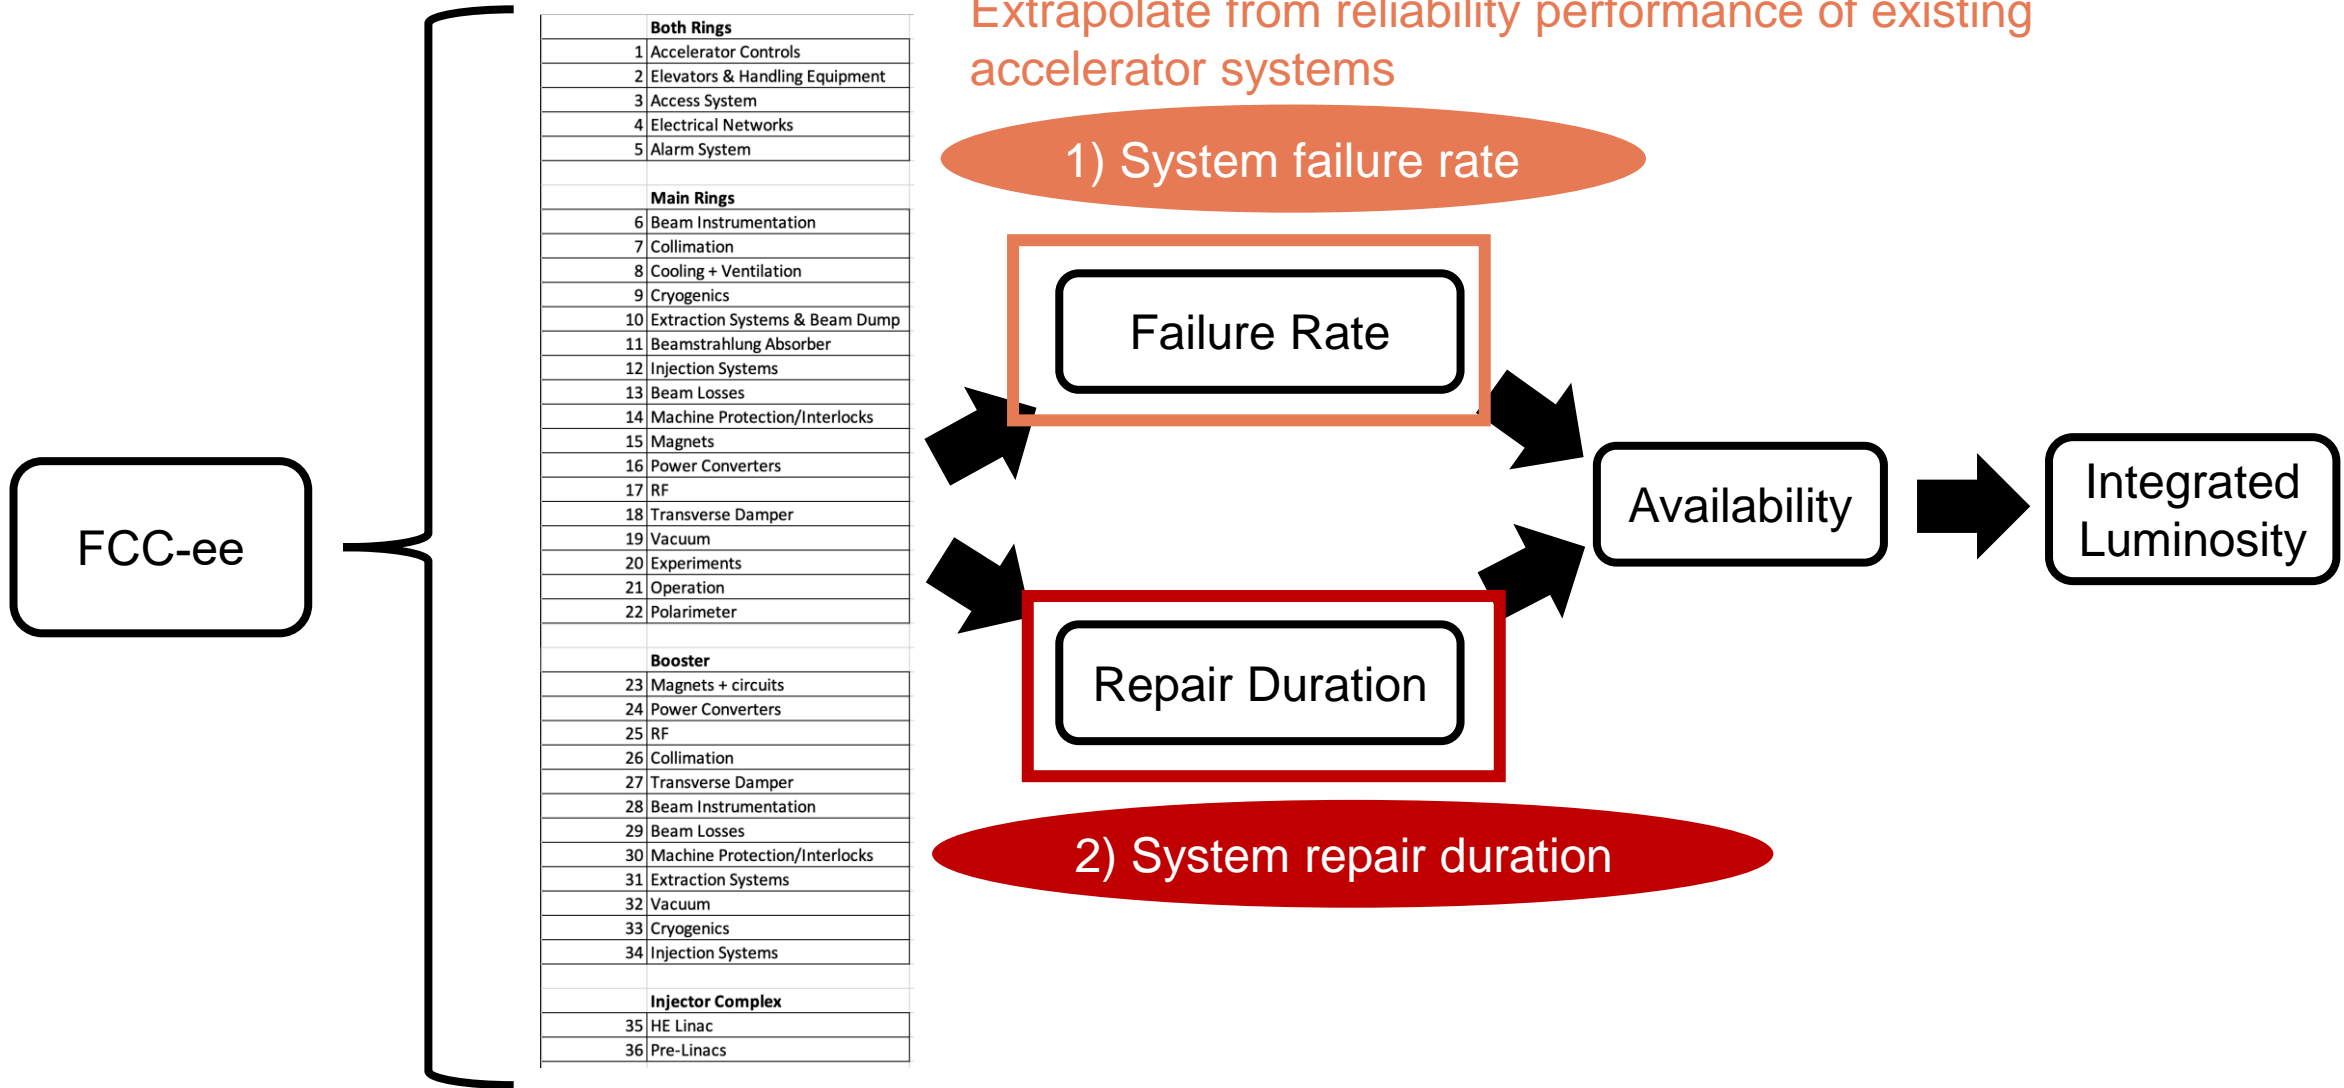 FCC-ee
Both Rings
1 Accelerator Controls
2 Elevators & Handling Equipment
3 Access System
4 Electrical Networks
5 Alarm System
Main Rings
6 Beam Instrumentation
7 Collimation
8 Cooling + Ventilation
9 Cryogenics
10 Extraction Systems & Beam Dump
11 Beamstrahlung Absorber
12 Injection Systems
13 Beam Losses
14 Machine Protection/Interlocks
15 Magnets
16 Power Converters
17 RF
18 Transverse Damper
19 Vacuum
20 Experiments
21 Operation
22 Polarimeter
Booster
23 Magnets + circuits
24 Power Converters
25 RF
26 Collimation
27 Transverse Damper
28 Beam Instrumentation
29 Beam Losses
30 Machine Protection/Interlocks
31 Extraction Systems
32 Vacuum
33 Cryogenics
34 Injection Systems
Injector Complex
35 HE Linac
36 Pre-Linacs
Extrapolate from reliability performance of existing
accelerator systems
1) System failure rate
Failure Rate
Repair Duration
2) System repair duration
Availability
Integrated
Luminosity